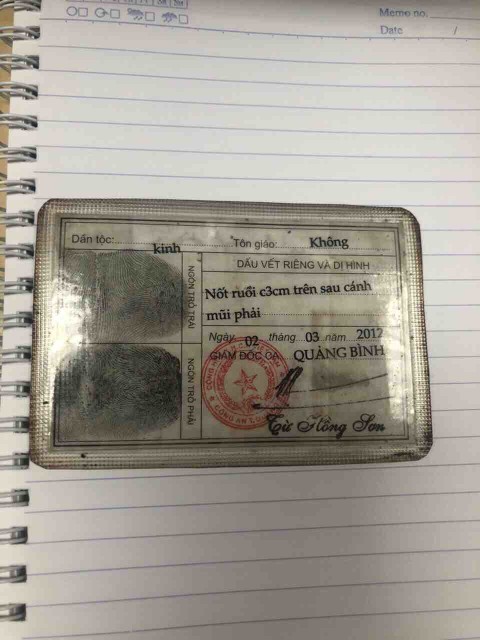 Memo no.
Date /
Dân tộc: kinh Tôn giáo: Không
DẤU VẾT RIÊNG VÀ DỊ HÌNH
Nốt ruồi c3cm trên sau cánh
mũi phải
Ngày 02 tháng 03 năm 2012
GIÁM ĐỐC CA QUẢNG BÌNH
NGÓN TRỎ TRÁI
NGÓN TRỎ PHẢI
Từ Hồng Sơn